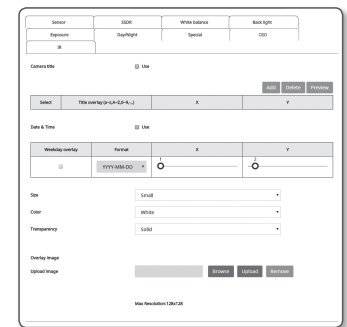 Sensor SSDR White balance Back light
Exposure Day/Night Special OSD
IR
Camera title Use
Add Delete Preview
Select Title overlay (a~z,A~Z,0~9,...) X Y
Date & Time Use
Weekday overlay Format X Y
YYYY-MM-DD 1 2
Size Small
Color White
Transparency Solid
Overlay Image
Upload image Browse Upload Remove
Max Resolution:128x128